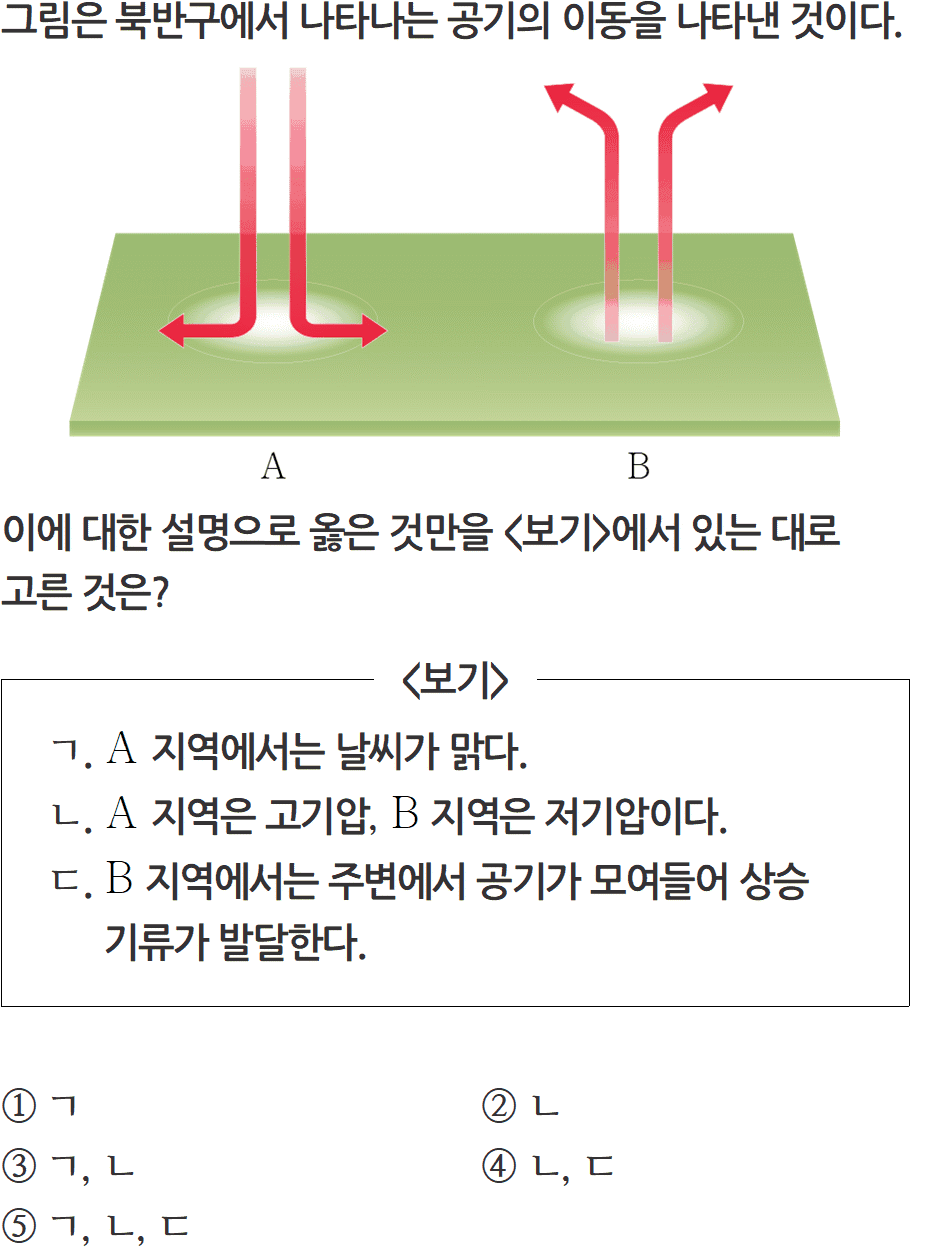 그림은 북반구에서 나타나는 공기의 이동을 나타낸 것이다.
A B
이에 대한 설명으로 옳은 것만을 <보기>에서 있는 대로
고른 것은?
<보기>
ㄱ. A 지역에서는 날씨가 맑다.
ㄴ. A 지역은 고기압, B 지역은 저기압이다.
ㄷ. B 지역에서는 주변에서 공기가 모여들어 상승
기류가 발달한다.
① ㄱ ② ㄴ
③ ㄱ, ㄴ ④ ㄴ, ㄷ
⑤ ㄱ, ㄴ, ㄷ